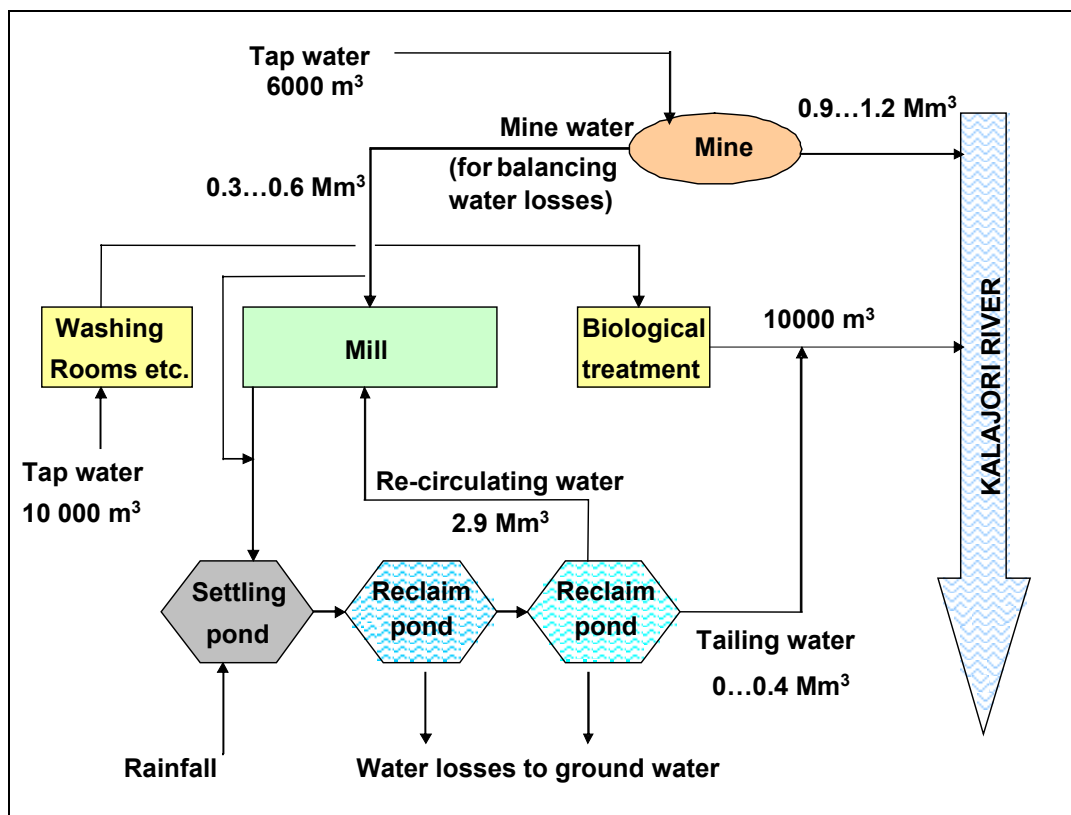 Tap water
6000 m³
0.9…1.2 Mm³
Mine water
Mine
(for balancing
water losses)
0.3…0.6 Mm³
Washing
Rooms etc.
Mill
Biological
treatment
10000 m³
KALAJORI RIVER
Tap water
10 000 m³
Re-circulating water
2.9 Mm³
Settling
pond
Reclaim
pond
Reclaim
pond
Tailing water
0…0.4 Mm³
Rainfall
Water losses to ground water